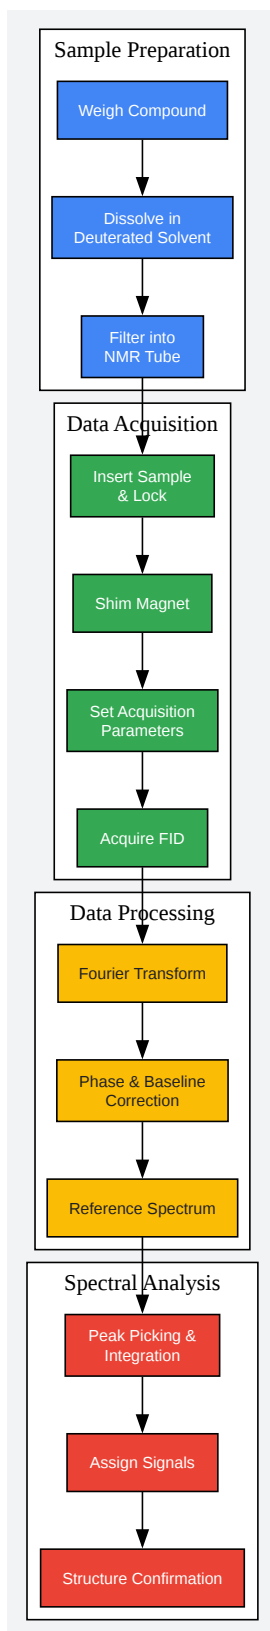 Sample Preparation
Weigh Compound
Dissolve in
Deuterated Solvent
Filter into
NMR Tube
Data Acquisition
Insert Sample
& Lock
Shim Magnet
Set Acquisition
Parameters
Acquire FID
Data Processing
Fourier Transform
Phase & Baseline
Correction
Reference Spectrum
Spectral Analysis
Peak Picking &
Integration
Assign Signals
Structure Confirmation